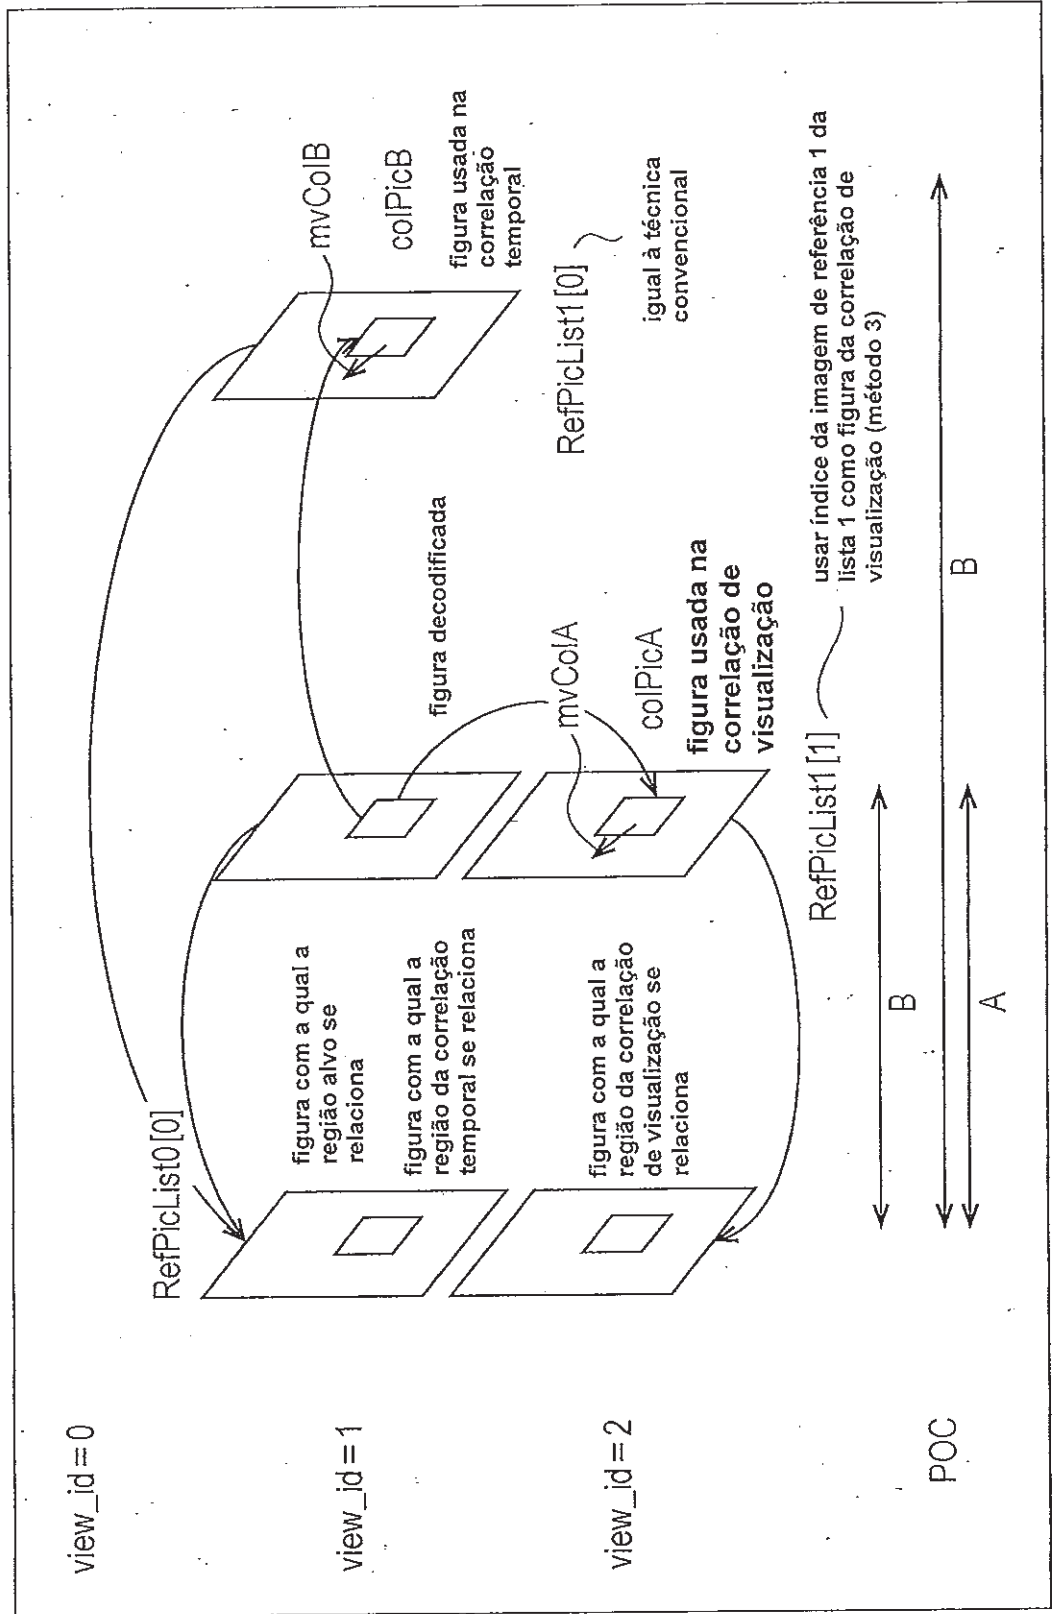 view_id = 0
view_id = 1
view_id = 2
POC
RefPicList0 [0]
figura com a qual a
região alvo se
relaciona
figura com a qual a
região da correlação
temporal se relaciona
figura com a qual a
região da correlação
de visualização se
relaciona
figura decodificada
mvColA
colPicA
figura usada na
correlação de
visualização
RefPicList1 [1]
usar índice da imagem de referência 1 da
lista 1 como figura da correlação de
visualização (método 3)
mvColB
colPicB
figura usada na
correlação
temporal
RefPicList1 [0]
igual à técnica
convencional
B
B
A